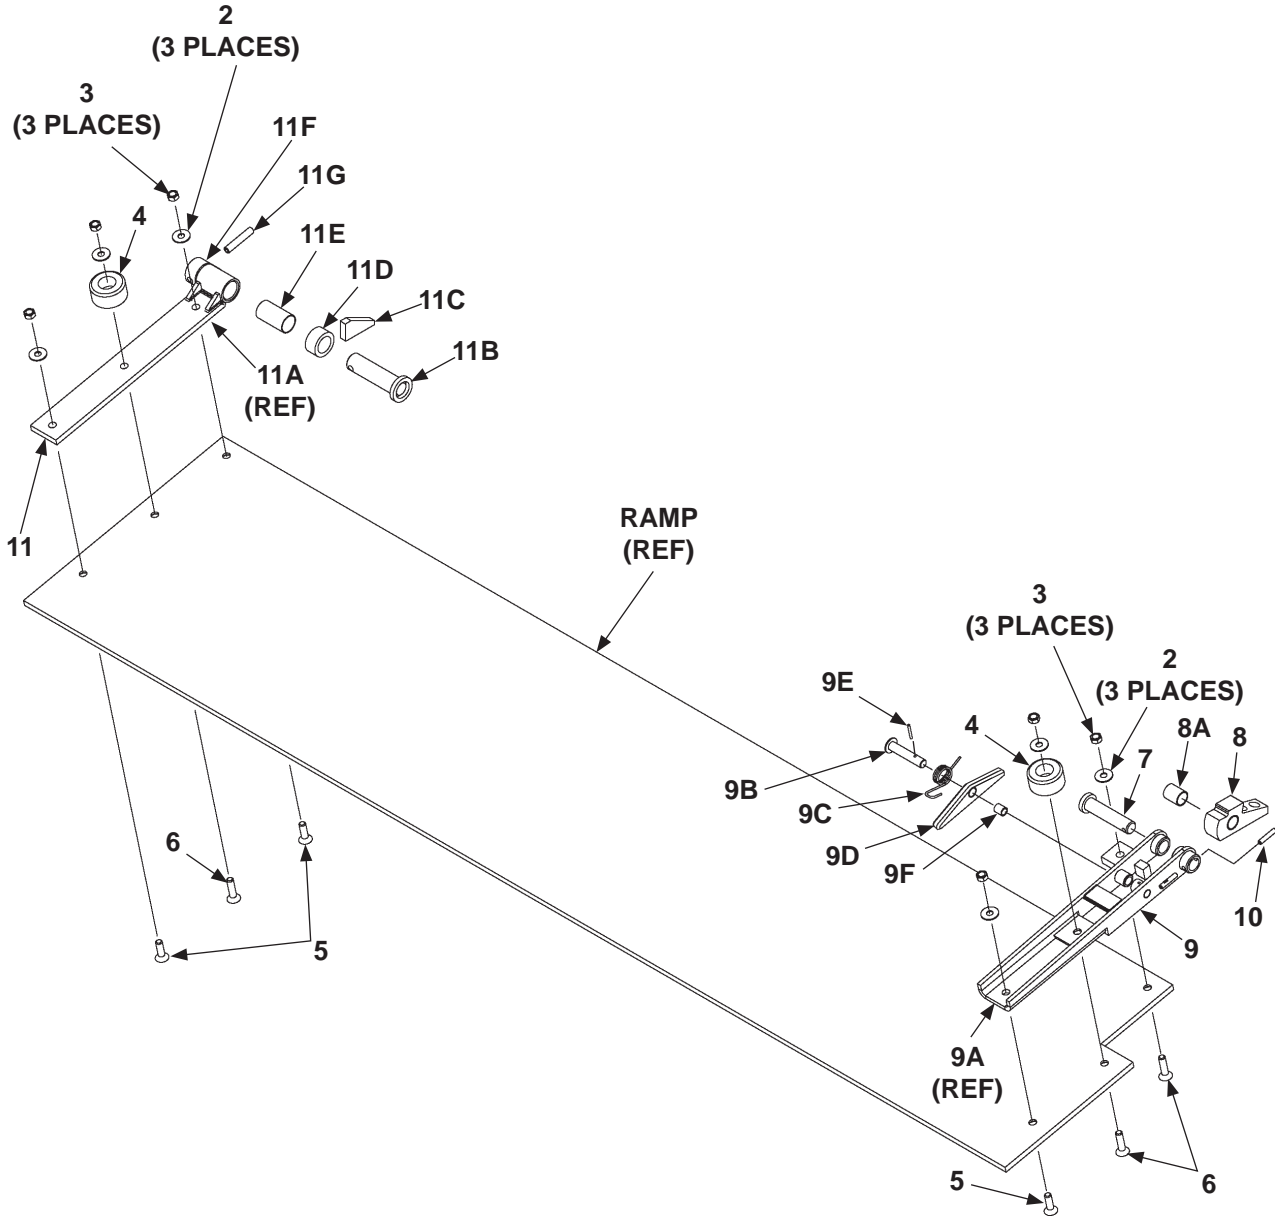 2
(3 PLACES)
3
(3 PLACES)
11F
11G
4
11E
11D
11C
11B
11A
(REF)
11
RAMP
(REF)
3
(3 PLACES)
2
(3 PLACES)
9E
4
8A
8
7
9B
9C
9D
9F
6
5
10
9
9A
(REF)
5
6